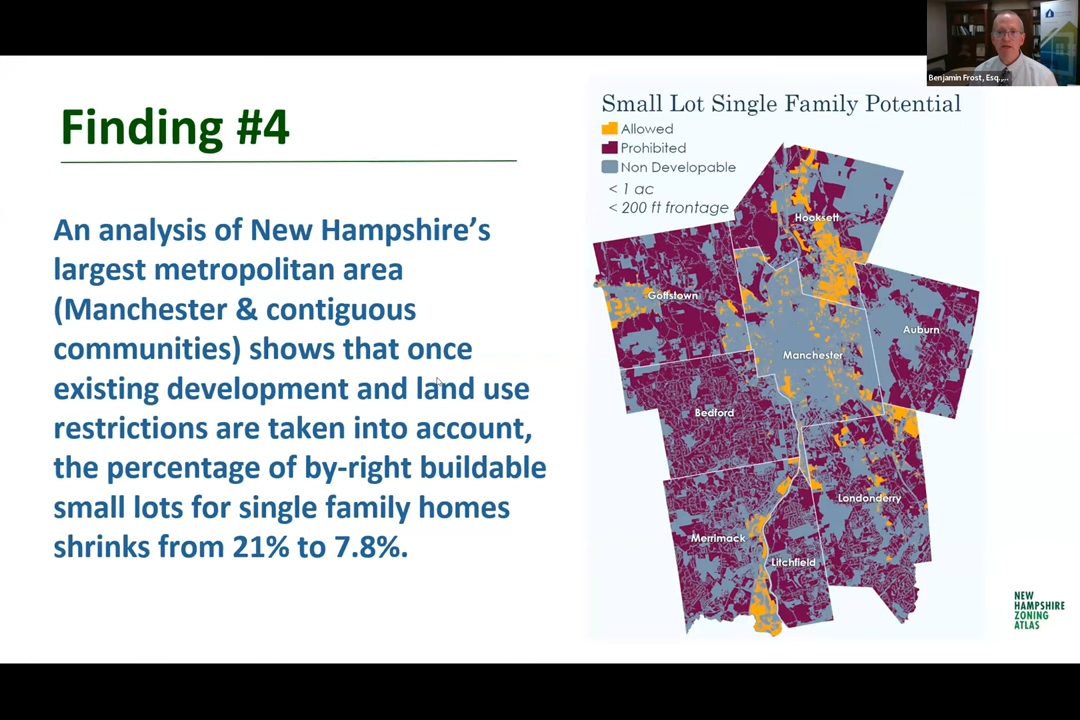 Benjamin Frost, Esq.,...
Finding #4
An analysis of New Hampshire’s
largest metropolitan area
(Manchester & contiguous
communities) shows that once
existing development and land use
restrictions are taken into account,
the percentage of by-right buildable
small lots for single family homes
shrinks from 21% to 7.8%.
Small Lot Single Family Potential
Allowed
Prohibited
Non Developable
< 1 ac
< 200 ft frontage
Hooksett
Goffstown
Auburn
Manchester
Bedford
Londonderry
Merrimack
Litchfield
NEW
HAMPSHIRE
ZONING
ATLAS